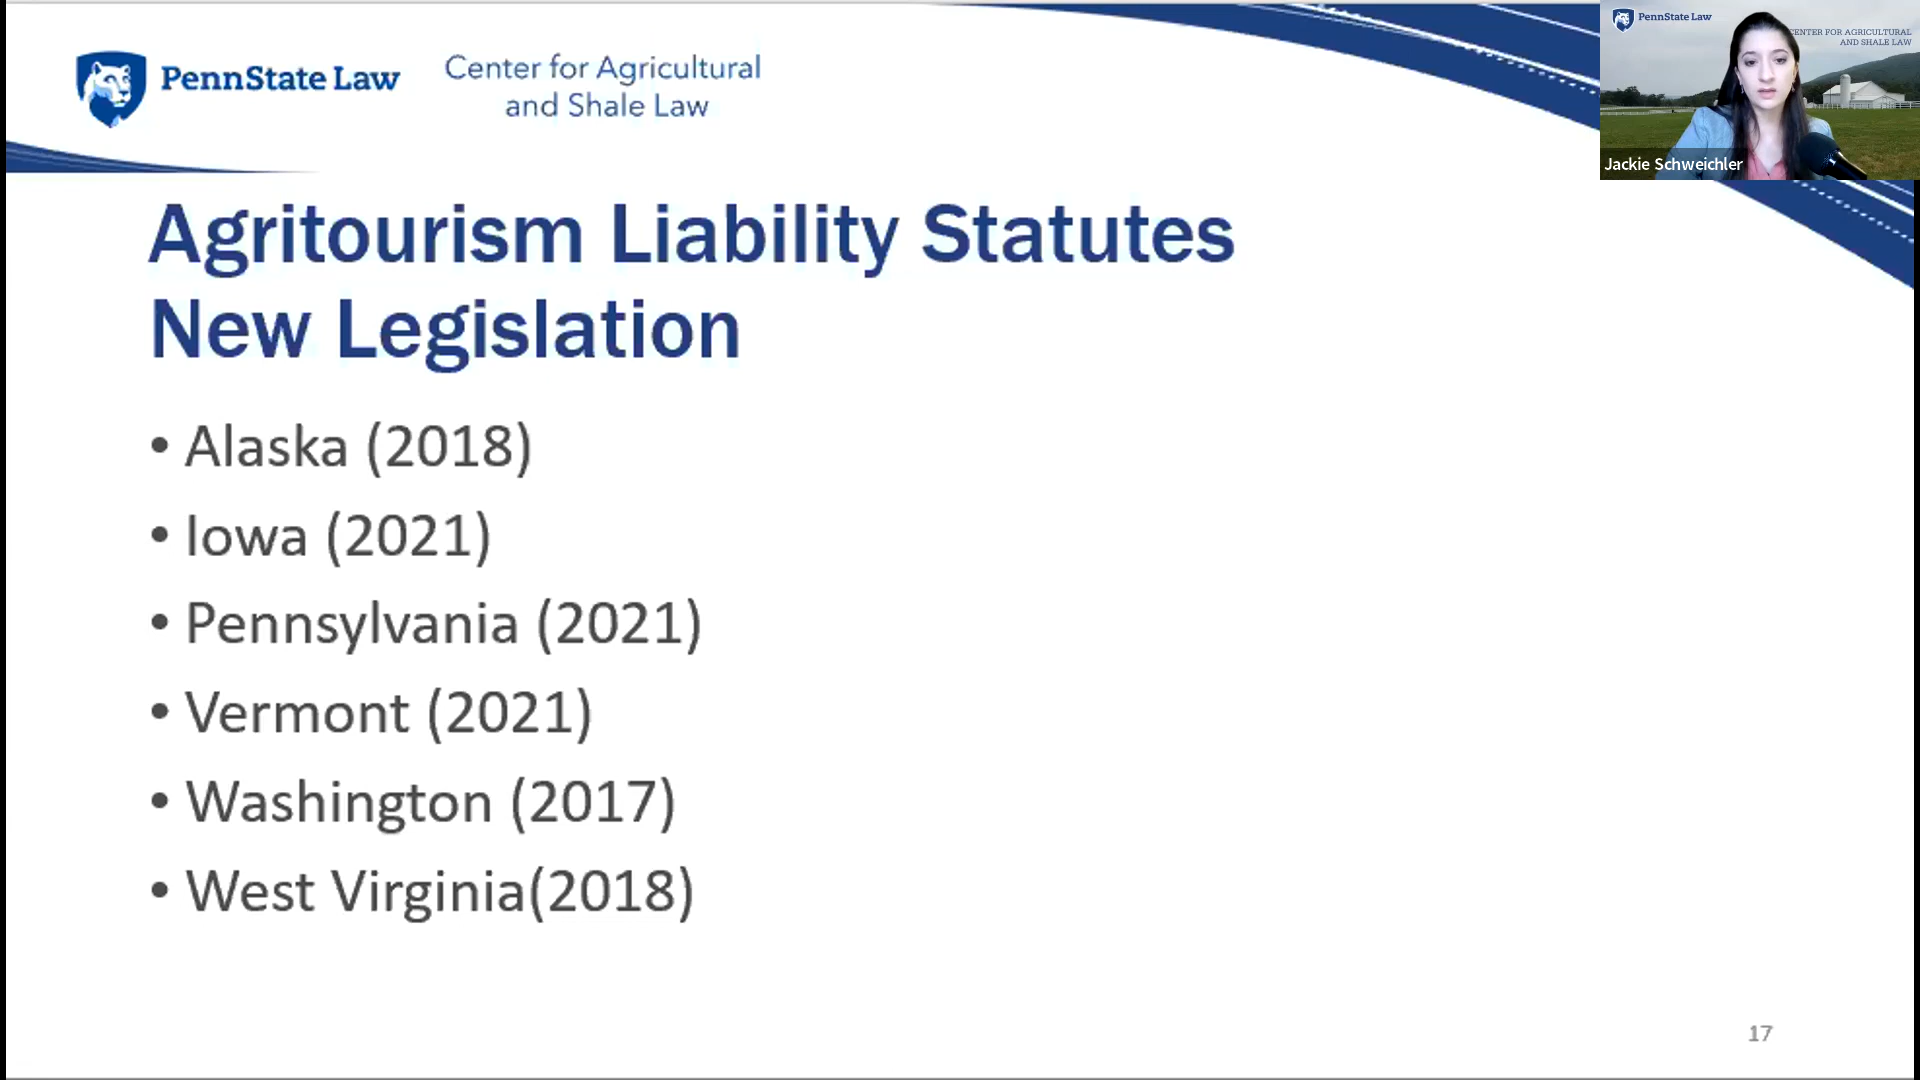 PennState Law
Center for Agricultural
and Shale Law
PennState Law
CENTER FOR AGRICULTURAL
AND SHALE LAW
Jackie Schweichler
Agritourism Liability Statutes
New Legislation
• Alaska (2018)
• Iowa (2021)
• Pennsylvania (2021)
• Vermont (2021)
• Washington (2017)
• West Virginia(2018)
17